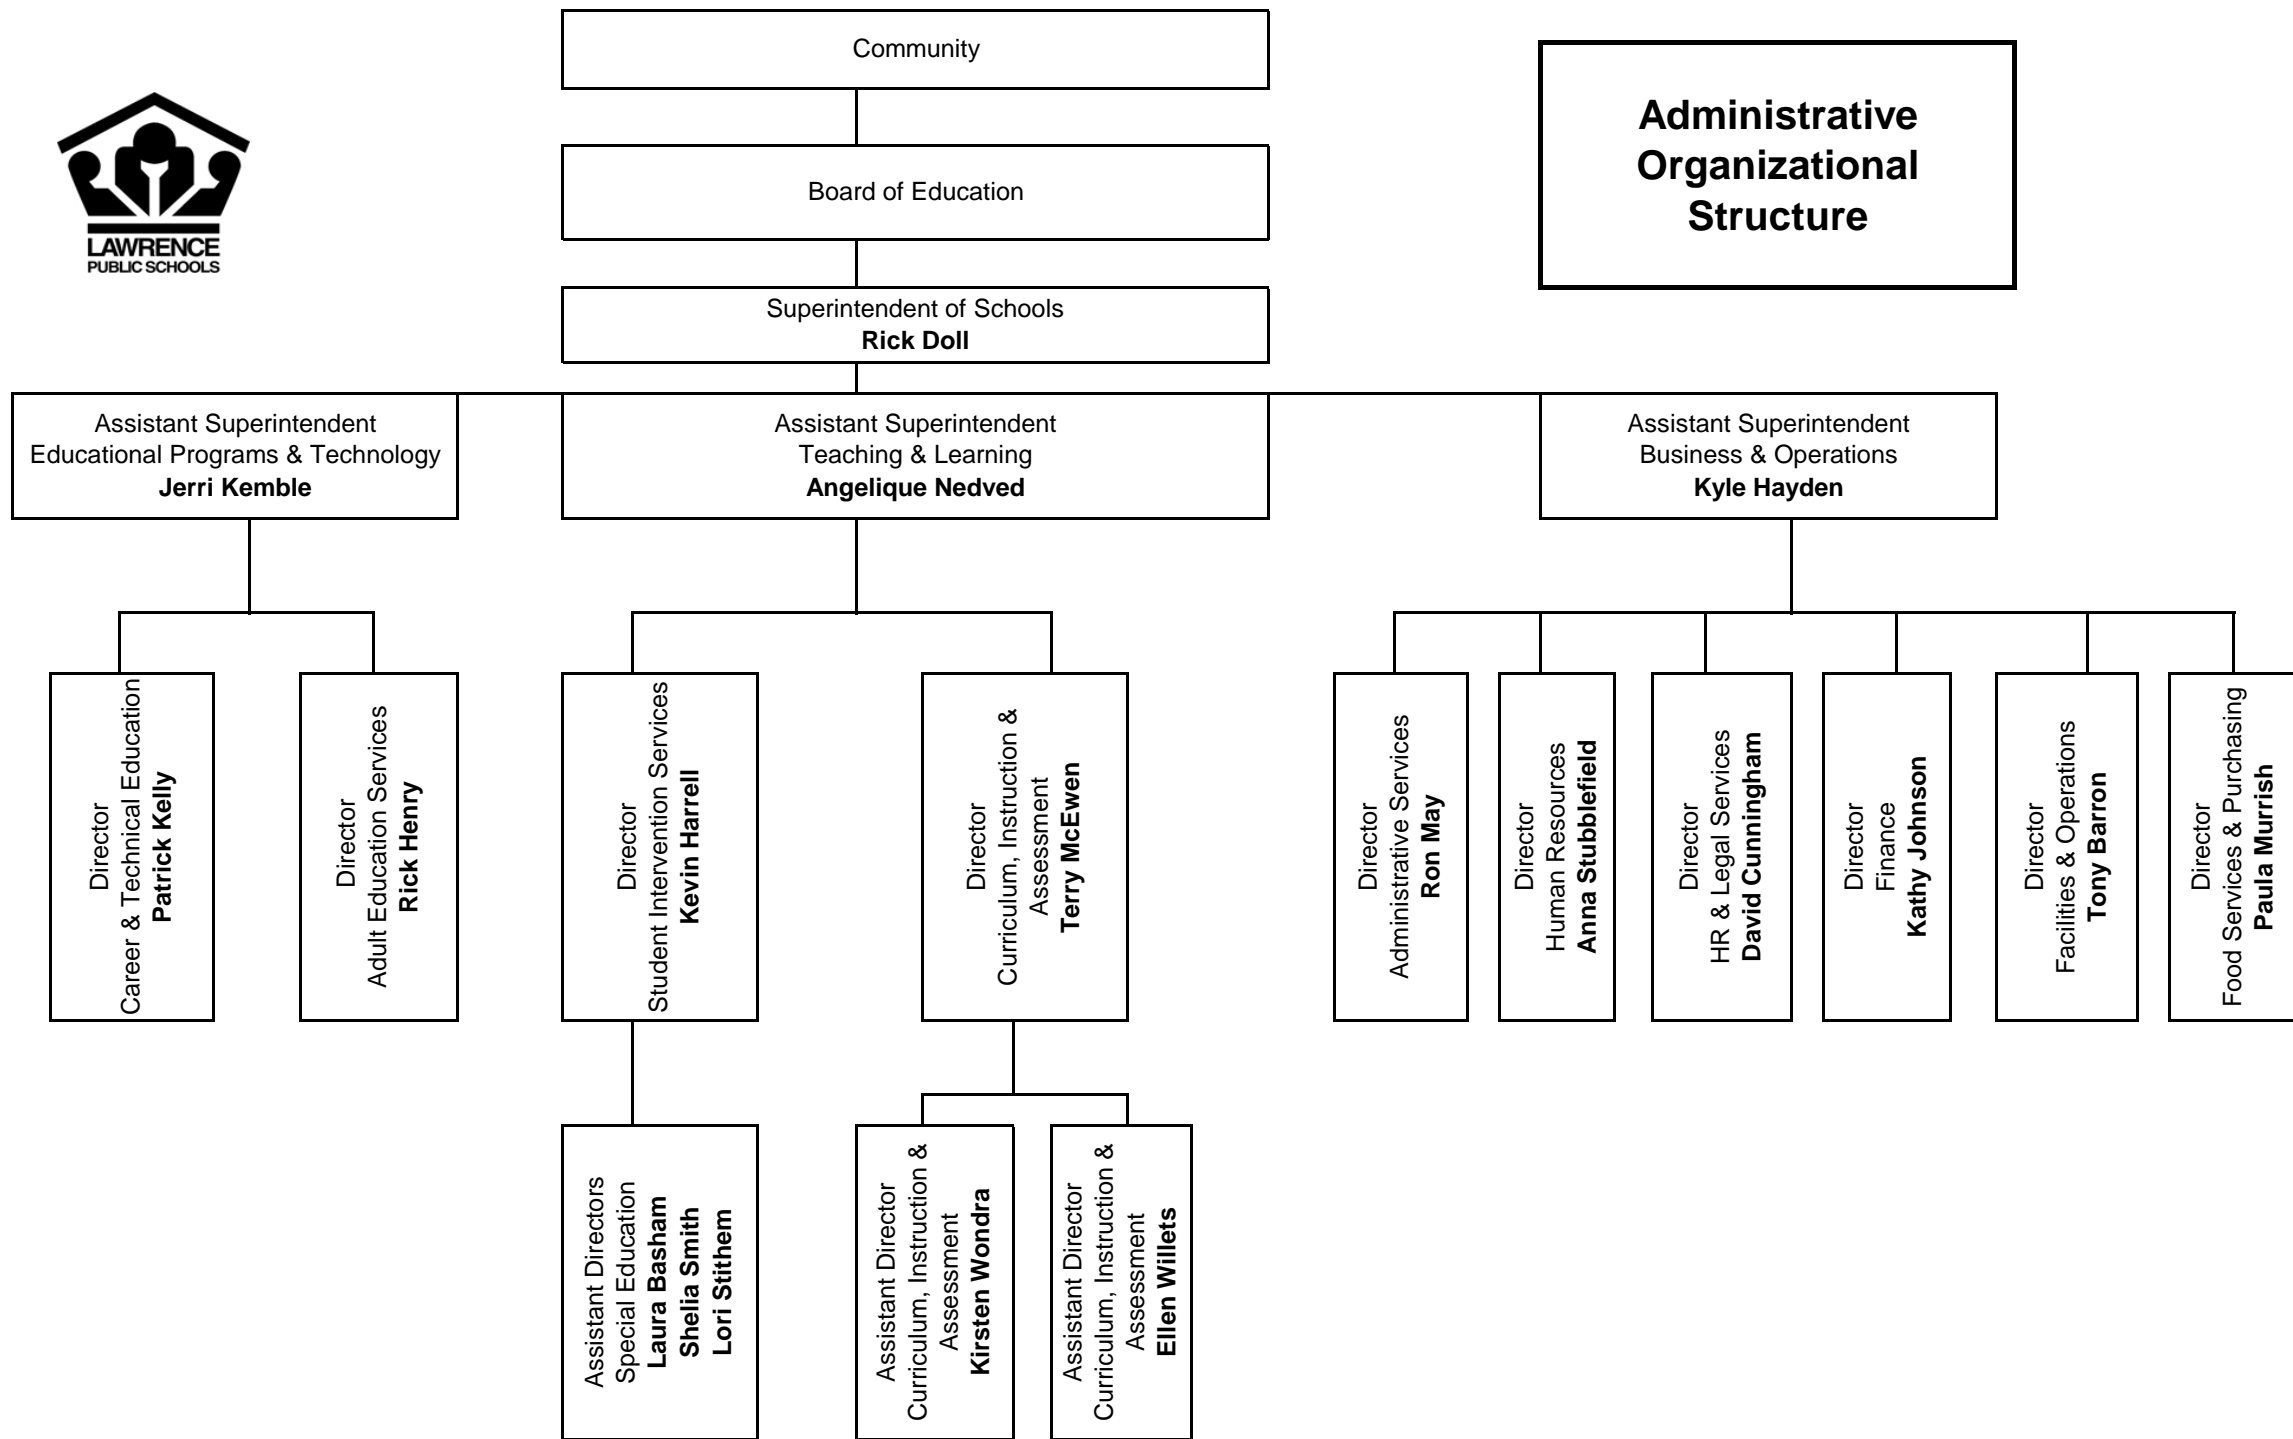 Community
Administrative
Organizational
Structure
Board of Education
LAWRENCE
PUBLIC SCHOOLS
Superintendent of Schools
Rick Doll
Assistant Superintendent
Educational Programs & Technology
Jerri Kemble
Assistant Superintendent
Teaching & Learning
Angelique Nedved
Assistant Superintendent
Business & Operations
Kyle Hayden
Director
Career & Technical Education
Patrick Kelly
Director
Adult Education Services
Rick Henry
Director
Student Intervention Services
Kevin Harrell
Director
Curriculum, Instruction &
Assessment
Terry McEwen
Director
Administrative Services
Ron May
Director
Human Resources
Anna Stubblefield
Director
HR & Legal Services
David Cunningham
Director
Finance
Kathy Johnson
Director
Facilities & Operations
Tony Barron
Director
Food Services & Purchasing
Paula Murrish
Assistant Directors
Special Education
Laura Basham
Shelia Smith
Lori Stithem
Assistant Director
Curriculum, Instruction &
Assessment
Kirsten Wondra
Assistant Director
Curriculum, Instruction &
Assessment
Ellen Willets